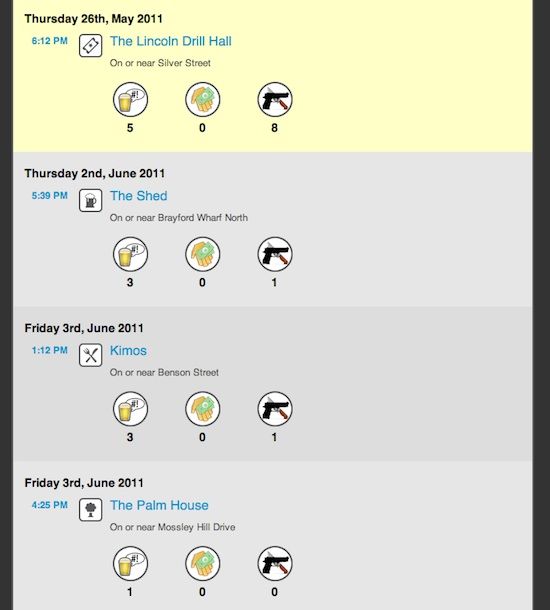 Thursday 26th, May 2011
6:12 PM The Lincoln Drill Hall
On or near Silver Street
#!
5 0 8
Thursday 2nd, June 2011
5:39 PM The Shed
On or near Brayford Wharf North
#!
3 0 1
Friday 3rd, June 2011
1:12 PM Kimos
On or near Benson Street
#!
3 0 1
Friday 3rd, June 2011
4:25 PM The Palm House
On or near Mossley Hill Drive
#!
1 0 0